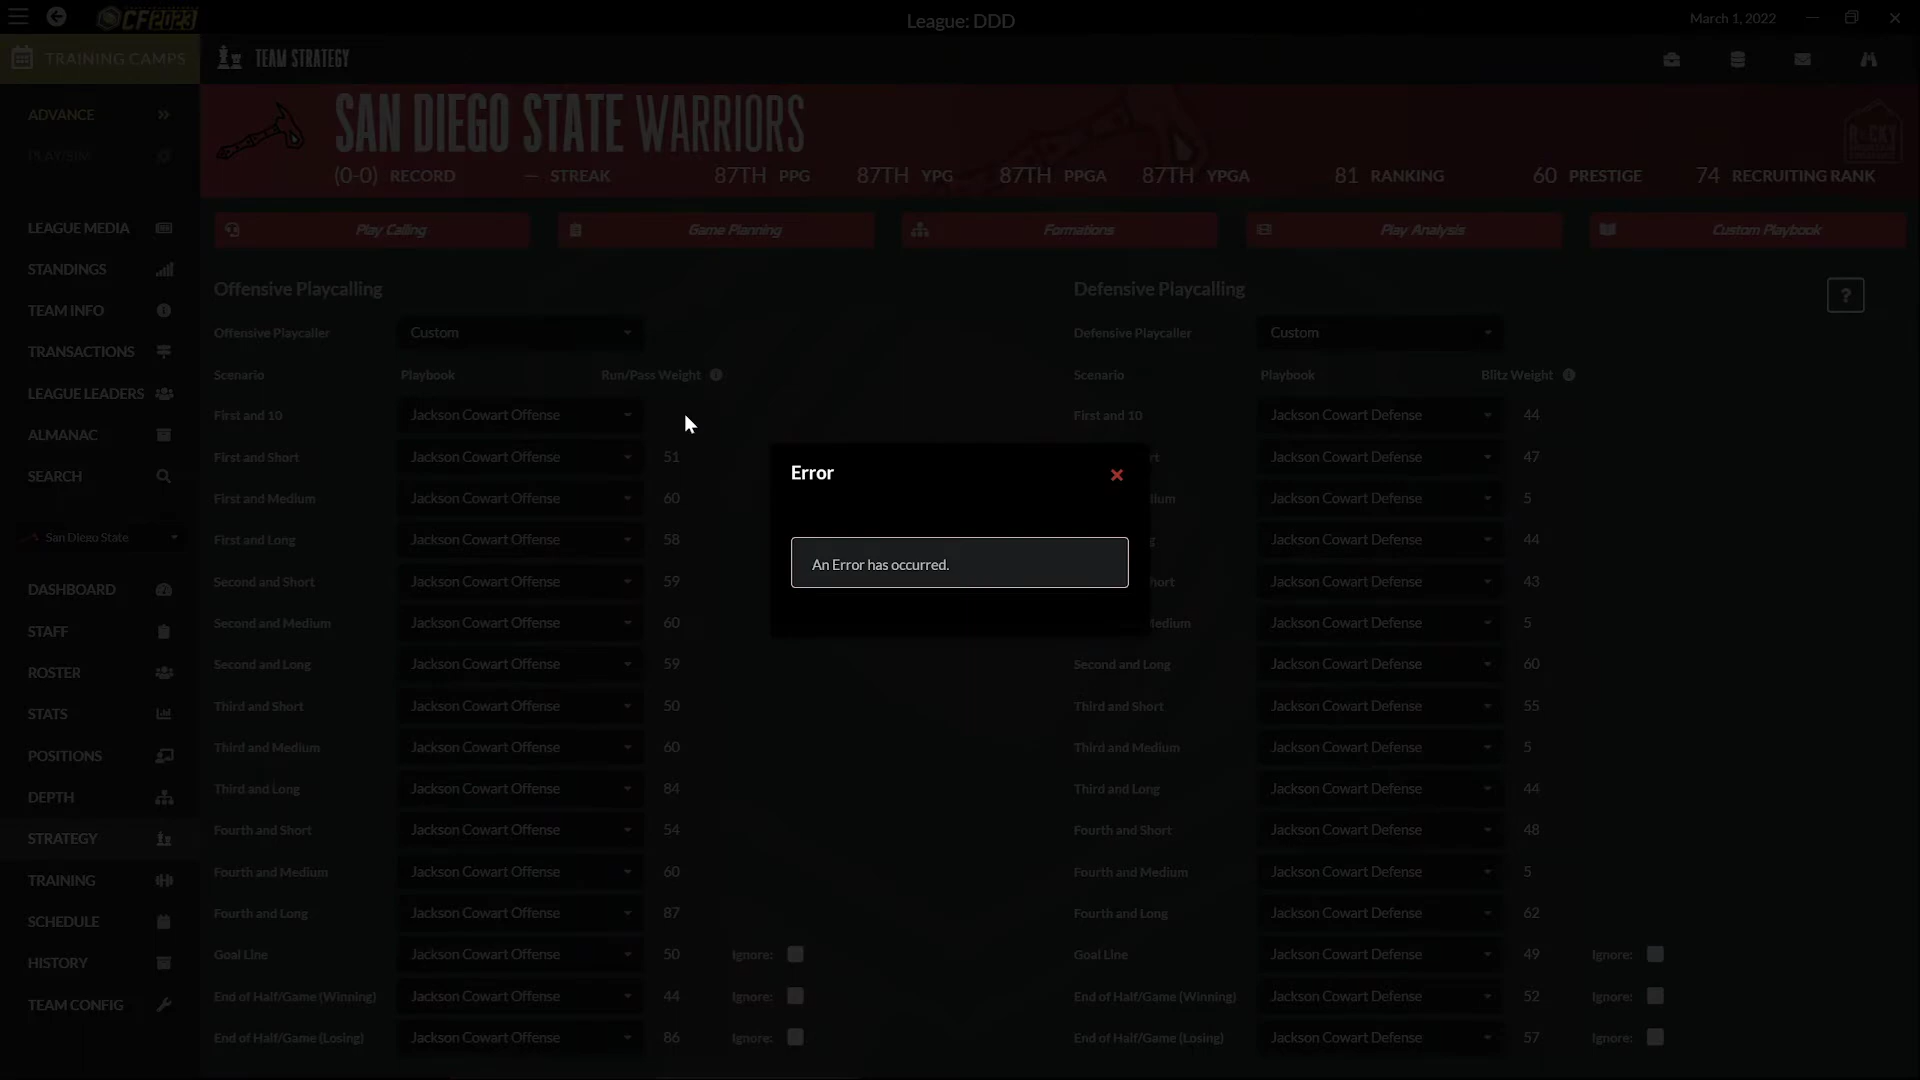 CF2023
League: DDD
March 1, 2022
TRAINING CAMPS
TEAM STRATEGY
ADVANCE
PLAY/SIM
SAN DIEGO STATE WARRIORS
(0-0) RECORD — STREAK 87TH PPG 87TH YPG 87TH PPGA 87TH YPGA 81 RANKING 60 PRESTIGE 74 RECRUITING RANK
LEAGUE MEDIA
STANDINGS
TEAM INFO
TRANSACTIONS
LEAGUE LEADERS
ALMANAC
SEARCH
San Diego State
DASHBOARD
STAFF
ROSTER
STATS
POSITIONS
DEPTH
STRATEGY
TRAINING
SCHEDULE
HISTORY
TEAM CONFIG
Play Calling Game Planning Formations Play Analysis Custom Playbook
Offensive Playcalling
Offensive Playcaller Custom
Scenario Playbook Run/Pass Weight
First and 10 Jackson Cowart Offense
First and Short Jackson Cowart Offense 51
First and Medium Jackson Cowart Offense 60
First and Long Jackson Cowart Offense 58
Second and Short Jackson Cowart Offense 59
Second and Medium Jackson Cowart Offense 60
Second and Long Jackson Cowart Offense 59
Third and Short Jackson Cowart Offense 50
Third and Medium Jackson Cowart Offense 60
Third and Long Jackson Cowart Offense 84
Fourth and Short Jackson Cowart Offense 54
Fourth and Medium Jackson Cowart Offense 60
Fourth and Long Jackson Cowart Offense 87
Goal Line Jackson Cowart Offense 50 Ignore:
End of Half/Game (Winning) Jackson Cowart Offense 44 Ignore:
End of Half/Game (Losing) Jackson Cowart Offense 86 Ignore:
Error
An Error has occurred.
Defensive Playcalling
?
Defensive Playcaller Custom
Scenario Playbook Blitz Weight
First and 10 Jackson Cowart Defense 44
Jackson Cowart Defense 47
Jackson Cowart Defense 5
Jackson Cowart Defense 44
Jackson Cowart Defense 43
Medium Jackson Cowart Defense 5
Second and Long Jackson Cowart Defense 60
Third and Short Jackson Cowart Defense 55
Third and Medium Jackson Cowart Defense 5
Third and Long Jackson Cowart Defense 44
Fourth and Short Jackson Cowart Defense 48
Fourth and Medium Jackson Cowart Defense 5
Fourth and Long Jackson Cowart Defense 62
Goal Line Jackson Cowart Defense 49 Ignore:
End of Half/Game (Winning) Jackson Cowart Defense 52 Ignore:
End of Half/Game (Losing) Jackson Cowart Defense 57 Ignore: